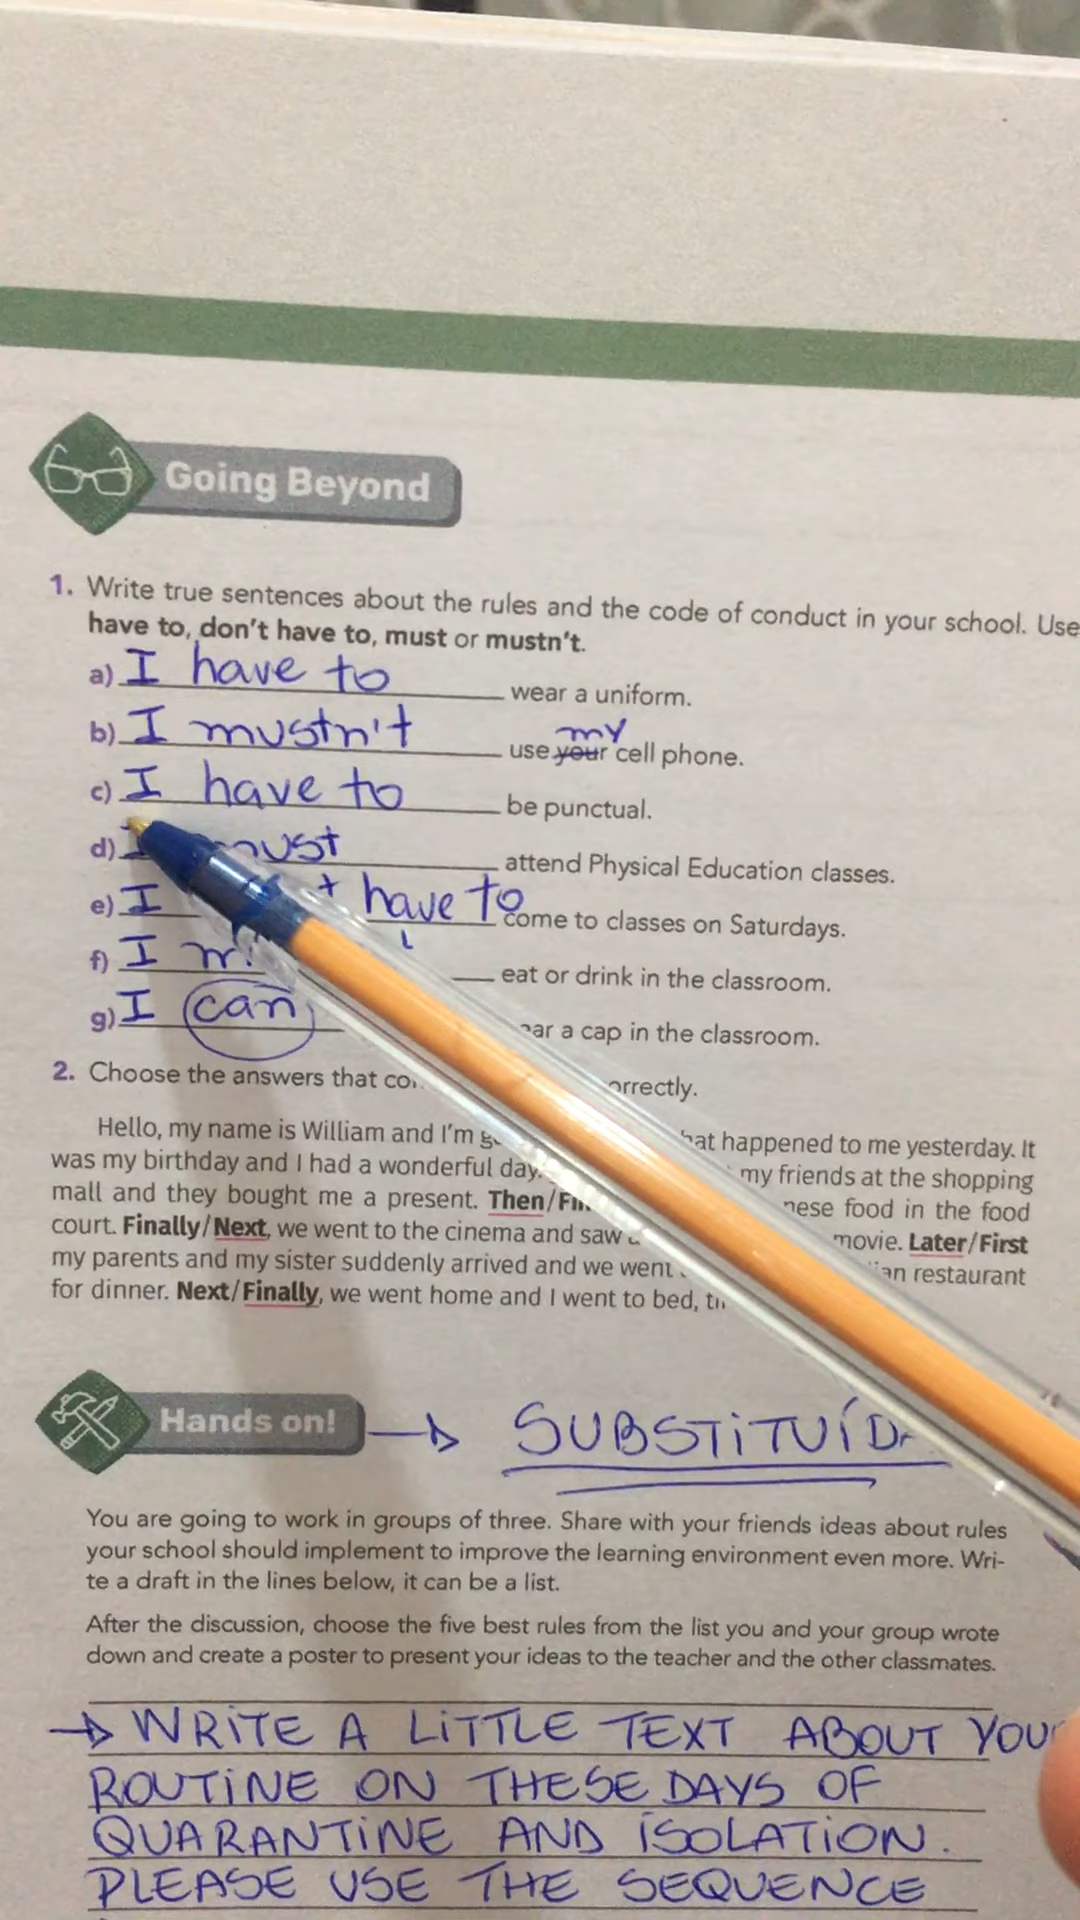 Going Beyond
1. Write true sentences about the rules and the code of conduct in your school. Use
have to, don't have to, must or mustn't.
a) I have to wear a uniform.
b) I mustn't use your my cell phone.
c) I have to be punctual.
d) must attend Physical Education classes.
e) I have to come to classes on Saturdays.
f) I eat or drink in the classroom.
g) I can a cap in the classroom.
2. Choose the answers that correctly.
Hello, my name is William and I'm happened to me yesterday. It
was my birthday and I had a wonderful day. my friends at the shopping
mall and they bought me a present. Then/ food in the food
court. Finally/Next, we went to the cinema and saw movie. Later/First
my parents and my sister suddenly arrived and we went restaurant
for dinner. Next/Finally, we went home and I went to bed,
Hands on! →
You are going to work in groups of three. Share with your friends ideas about rules
your school should implement to improve the learning environment even more. Wri-
te a draft in the lines below, it can be a list.
After the discussion, choose the five best rules from the list you and your group wrote
down and create a poster to present your ideas to the teacher and the other classmates.
→ WRITE A LITTLE TEXT ABOUT
ROUTINE ON THESE DAYS OF
QUARANTINE AND ISOLATION.
PLEASE USE THE SEQUENCE